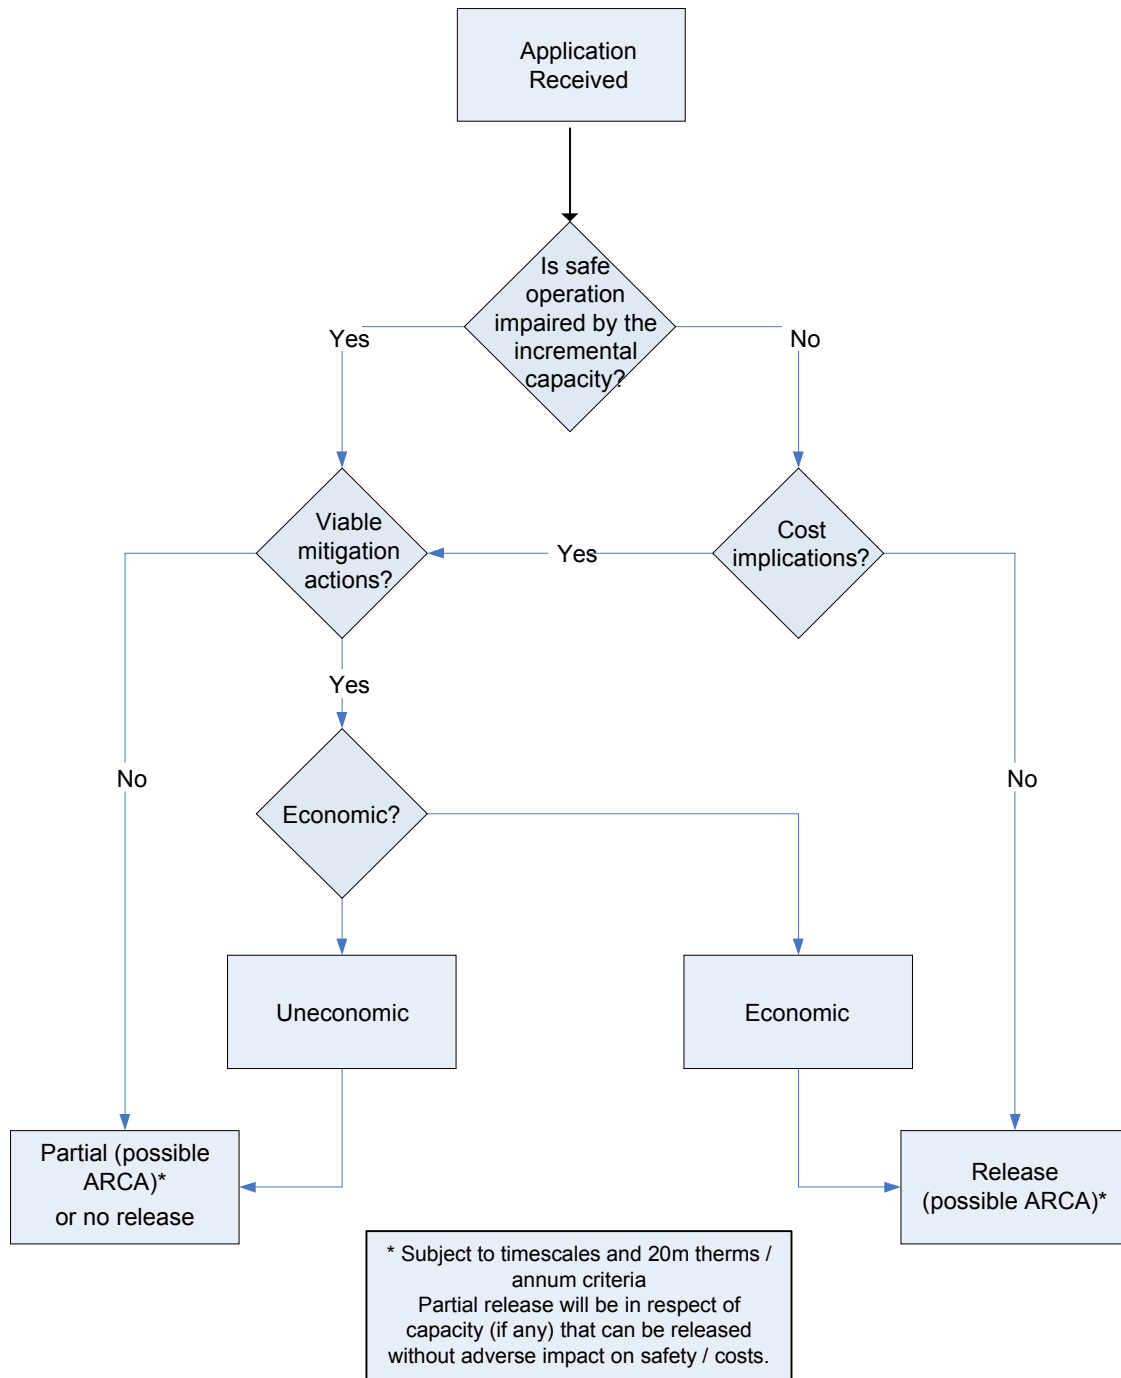 Application
Received
Is safe
operation
impaired by the
incremental
capacity?
Yes
No
Viable
mitigation
actions?
Yes
Cost
implications?
Yes
No
No
Economic?
Uneconomic
Economic
Partial (possible
ARCA)*
or no release
Release
(possible ARCA)*
* Subject to timescales and 20m therms /
annum criteria
Partial release will be in respect of
capacity (if any) that can be released
without adverse impact on safety / costs.